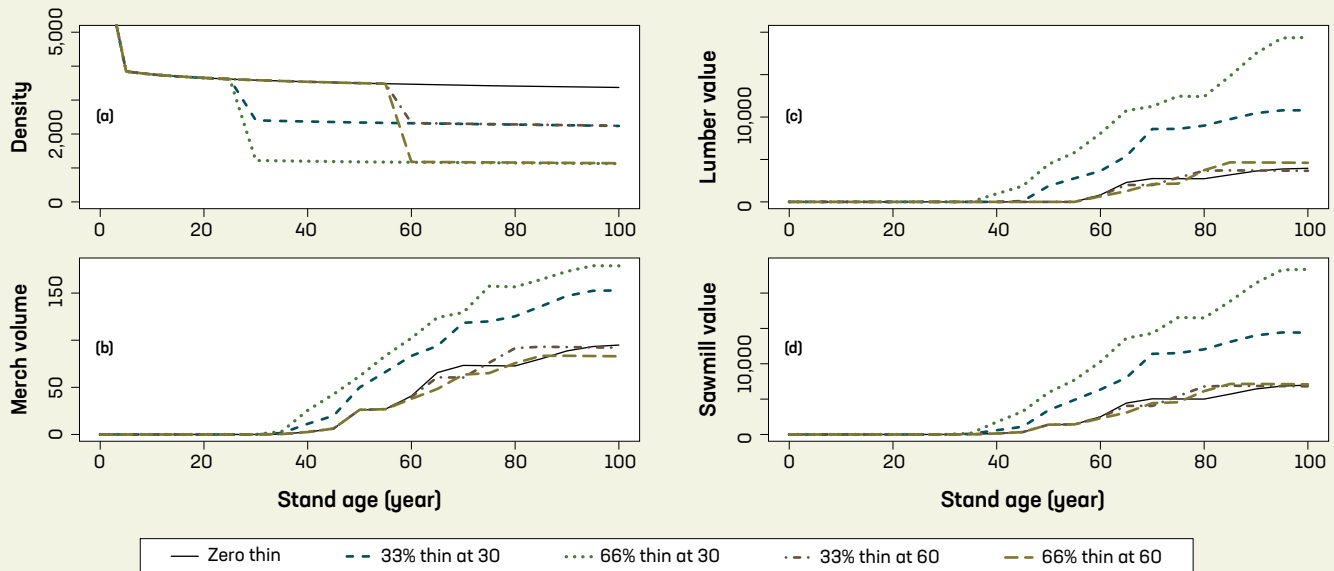 Density
5,000
2,000
0
(a)
0 20 40 60 80 100
Lumber value
10,000
0
(c)
0 20 40 60 80 100
Merch volume
150
50
0
(b)
0 20 40 60 80 100
Stand age (year)
Sawmill value
10,000
0
(d)
0 20 40 60 80 100
Stand age (year)
Zero thin 33% thin at 30 66% thin at 30 33% thin at 60 66% thin at 60